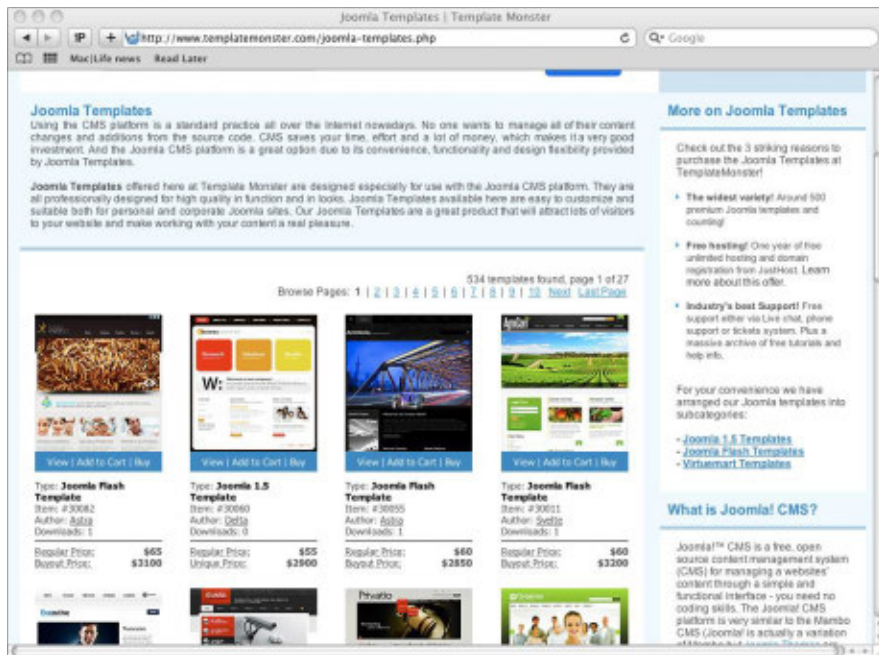 Joomla Templates | Template Monster
http://www.templatemonster.com/joomla-templates.php
Google
Mac|Life news Read Later
Joomla Templates
Using the CMS platform is a standard practice all over the Internet nowedays. No one wants to manage all of their content
changes and additions from the source code. CMS saves your time, effort and a lot of money, which makes it a very good
investment. And the Joomla CMS platform is a great option due to its convenience, functionality and design flexibility provided
by Joomla Templates.
Joomla Templates offered here at Template Monster are designed especially for use with the Joomla CMS platform. They are
all professionally designed for high quality in function and in looks. Joomla Templates available here are easy to customize and
suitable both for personal and corporate Joomla sites. Our Joomla Templates are a great product that will attract lots of visitors
to your website and make working with your content a real pleasure.
534 templates found, page 1 of 27
Browse Pages: 1 | 2 | 3 | 4 | 5 | 6 | 7 | 8 | 9 | 10 Next Last Page
View | Add to Cart | Buy
Type: Joomla Flash
Template
Item: #30082
Author: Astra
Downloads: 1
Regular Price: $65
Buyout Price: $3100
View | Add to Cart | Buy
Type: Joomla 1.5
Template
Item: #30060
Author: Delta
Downloads: 0
Regular Price: $55
Unique Price: $2900
View | Add to Cart | Buy
Type: Joomla Flash
Template
Item: #30055
Author: Astra
Downloads: 1
Regular Price: $60
Buyout Price: $2850
View | Add to Cart | Buy
Type: Joomla Flash
Template
Item: #30011
Author: Svelte
Downloads: 1
Regular Price: $60
Buyout Price: $3200
Privatto
More on Joomla Templates
Check out the 3 striking reasons to
purchase the Joomla Templates at
TemplateMonster!
The widest variety! Around 500
premium Joomla templates and
counting!
Free hosting! One year of free
unlimited hosting and domain
registration from JustHost. Learn
more about this offer.
Industry's best Support! Free
support either via Live chat, phone
support or tickets system. Plus a
massive archive of free tutorials and
help info.
For your convenience we have
arranged our Joomla templates into
subcategories:
- Joomla 1.5 Templates
- Joomla Flash Templates
- Virtuemart Templates
What is Joomla! CMS?
Joomla!™ CMS is a free, open
source content management system
(CMS) for managing a websites'
content through a simple and
functional interface - you need no
coding skills. The Joomla! CMS
platform is very similar to the Mambo
CMS (Joomla! is actually a variation